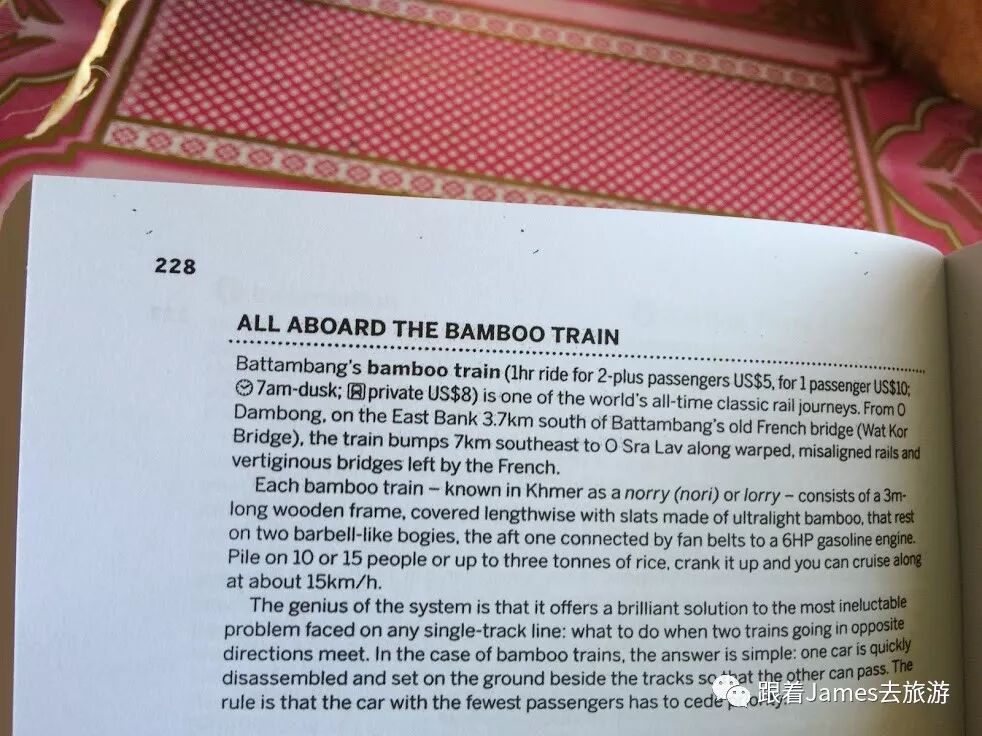 228
ALL ABOARD THE BAMBOO TRAIN
Battambang's bamboo train (1hr ride for 2-plus passengers US$5, for 1 passenger US$10;
7am-dusk; private US$8) is one of the world's all-time classic rail journeys. From O
Dambong, on the East Bank 3.7km south of Battambang's old French bridge (Wat Kor
Bridge), the train bumps 7km southeast to O Sra Lav along warped, misaligned rails and
vertiginous bridges left by the French.
Each bamboo train – known in Khmer as a norry (nori) or lorry – consists of a 3m-
long wooden frame, covered lengthwise with slats made of ultralight bamboo, that rest
on two barbell-like bogies, the aft one connected by fan belts to a 6HP gasoline engine.
Pile on 10 or 15 people or up to three tonnes of rice, crank it up and you can cruise along
at about 15km/h.
The genius of the system is that it offers a brilliant solution to the most ineluctable
problem faced on any single-track line: what to do when two trains going in opposite
directions meet. In the case of bamboo trains, the answer is simple: one car is quickly
disassembled and set on the ground beside the tracks so that the other can pass. The
rule is that the car with the fewest passengers has to cede
跟着James去旅游